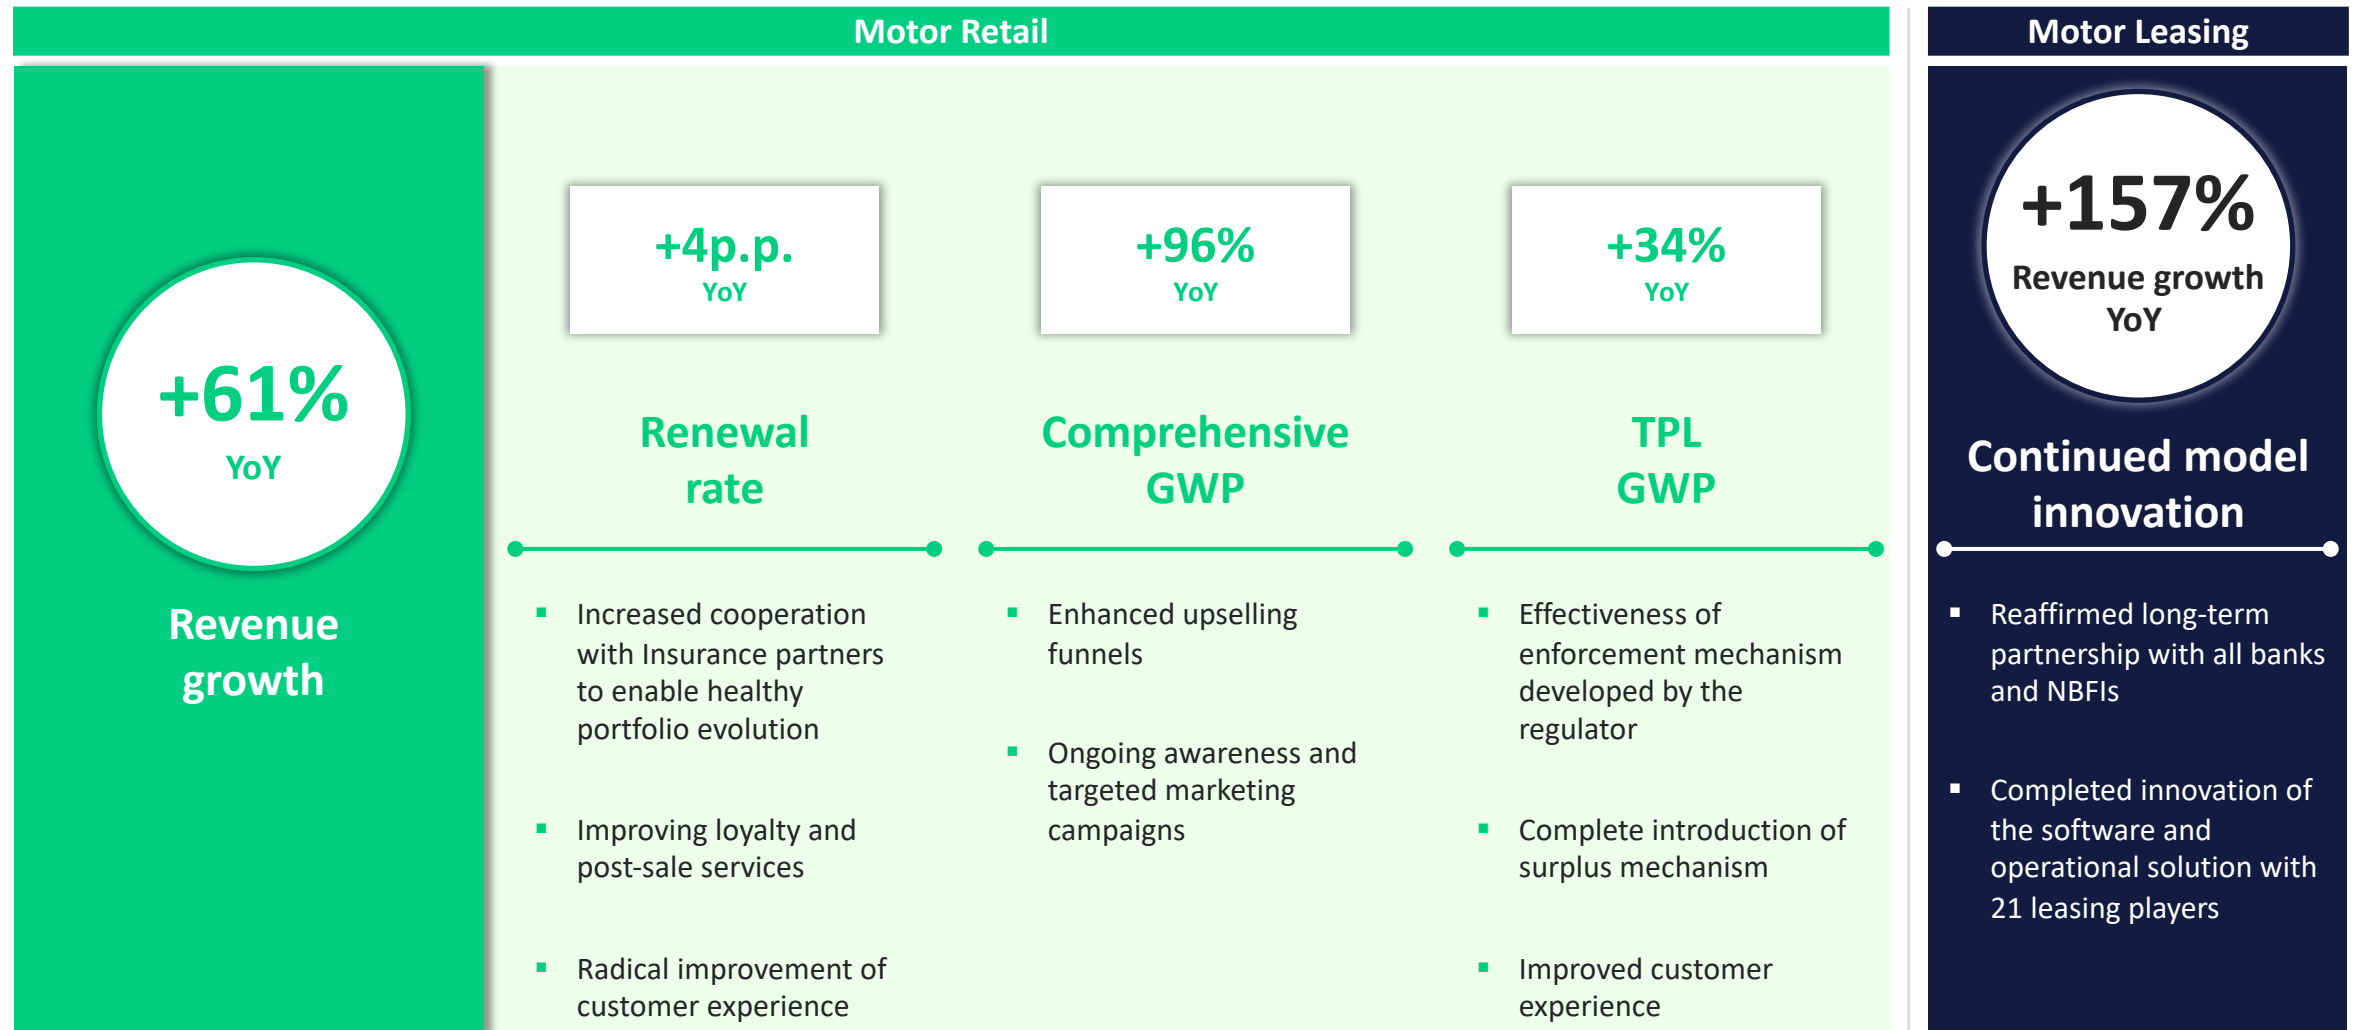 Motor Retail
+61%
YoY
Revenue
growth
+4p.p.
YoY
Renewal
rate
▪ Increased cooperation
with Insurance partners
to enable healthy
portfolio evolution
▪ Improving loyalty and
post-sale services
▪ Radical improvement of
customer experience
+96%
YoY
Comprehensive
GWP
▪ Enhanced upselling
funnels
▪ Ongoing awareness and
targeted marketing
campaigns
+34%
YoY
TPL
GWP
▪ Effectiveness of
enforcement mechanism
developed by the
regulator
▪ Complete introduction of
surplus mechanism
▪ Improved customer
experience
Motor Leasing
+157%
Revenue growth
YoY
Continued model
innovation
▪ Reaffirmed long-term
partnership with all banks
and NBFIs
▪ Completed innovation of
the software and
operational solution with
21 leasing players